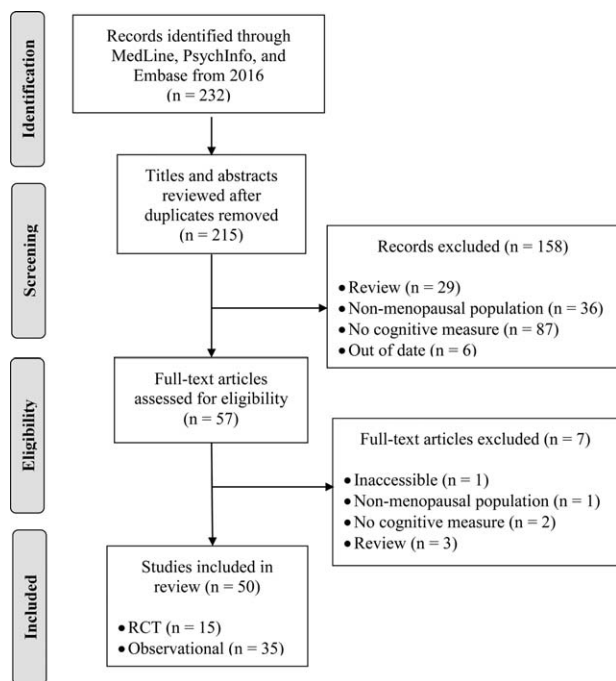 Identification
Records identified through
MedLine, PsychInfo, and
Embase from 2016
(n = 232)
Screening
Titles and abstracts
reviewed after
duplicates removed
(n = 215)
Records excluded (n = 158)
• Review (n = 29)
• Non-menopausal population (n = 36)
• No cognitive measure (n = 87)
• Out of date (n = 6)
Eligibility
Full-text articles
assessed for eligibility
(n = 57)
Full-text articles excluded (n = 7)
• Inaccessible (n = 1)
• Non-menopausal population (n = 1)
• No cognitive measure (n = 2)
• Review (n = 3)
Included
Studies included in
review (n = 50)
• RCT (n = 15)
• Observational (n = 35)